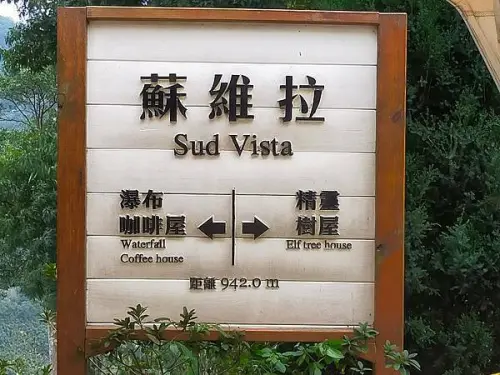 蘇維拉
Sud Vista
瀑布
咖啡屋
Waterfall
Coffee house
精靈
樹屋
Elf tree house
距離 942.0 m